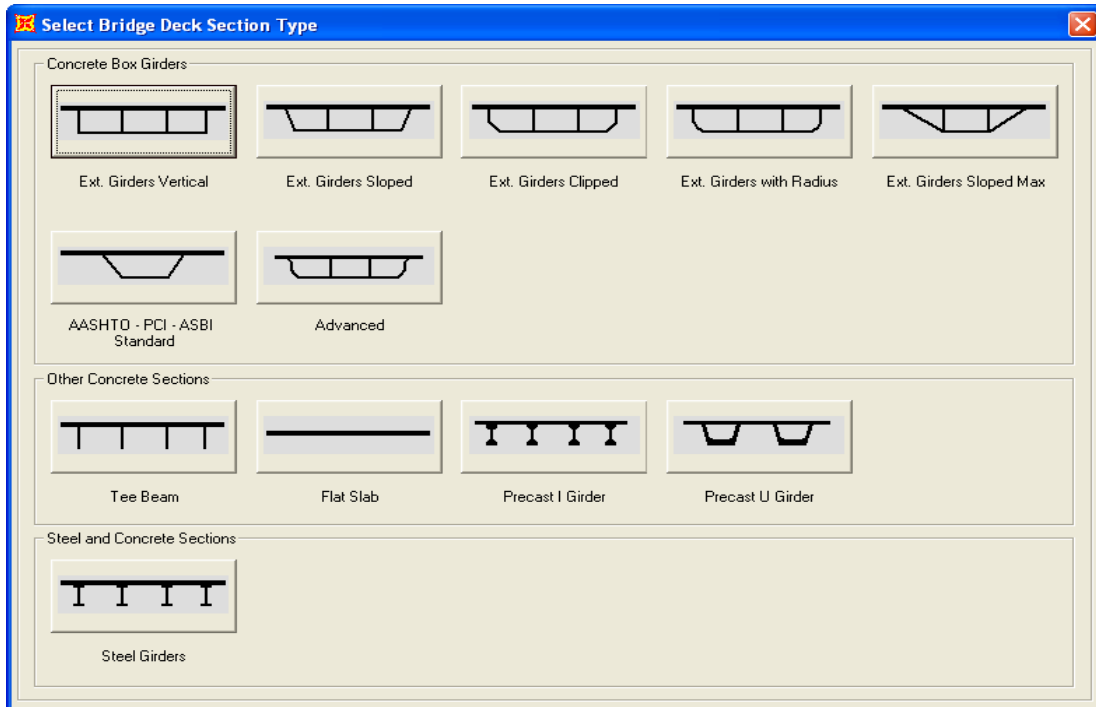 Select Bridge Deck Section Type
Concrete Box Girders
Ext. Girders Vertical
Ext. Girders Sloped
Ext. Girders Clipped
Ext. Girders with Radius
Ext. Girders Sloped Max
AASHTO - PCI - ASBI
Standard
Advanced
Other Concrete Sections
Tee Beam
Flat Slab
Precast I Girder
Precast U Girder
Steel and Concrete Sections
Steel Girders